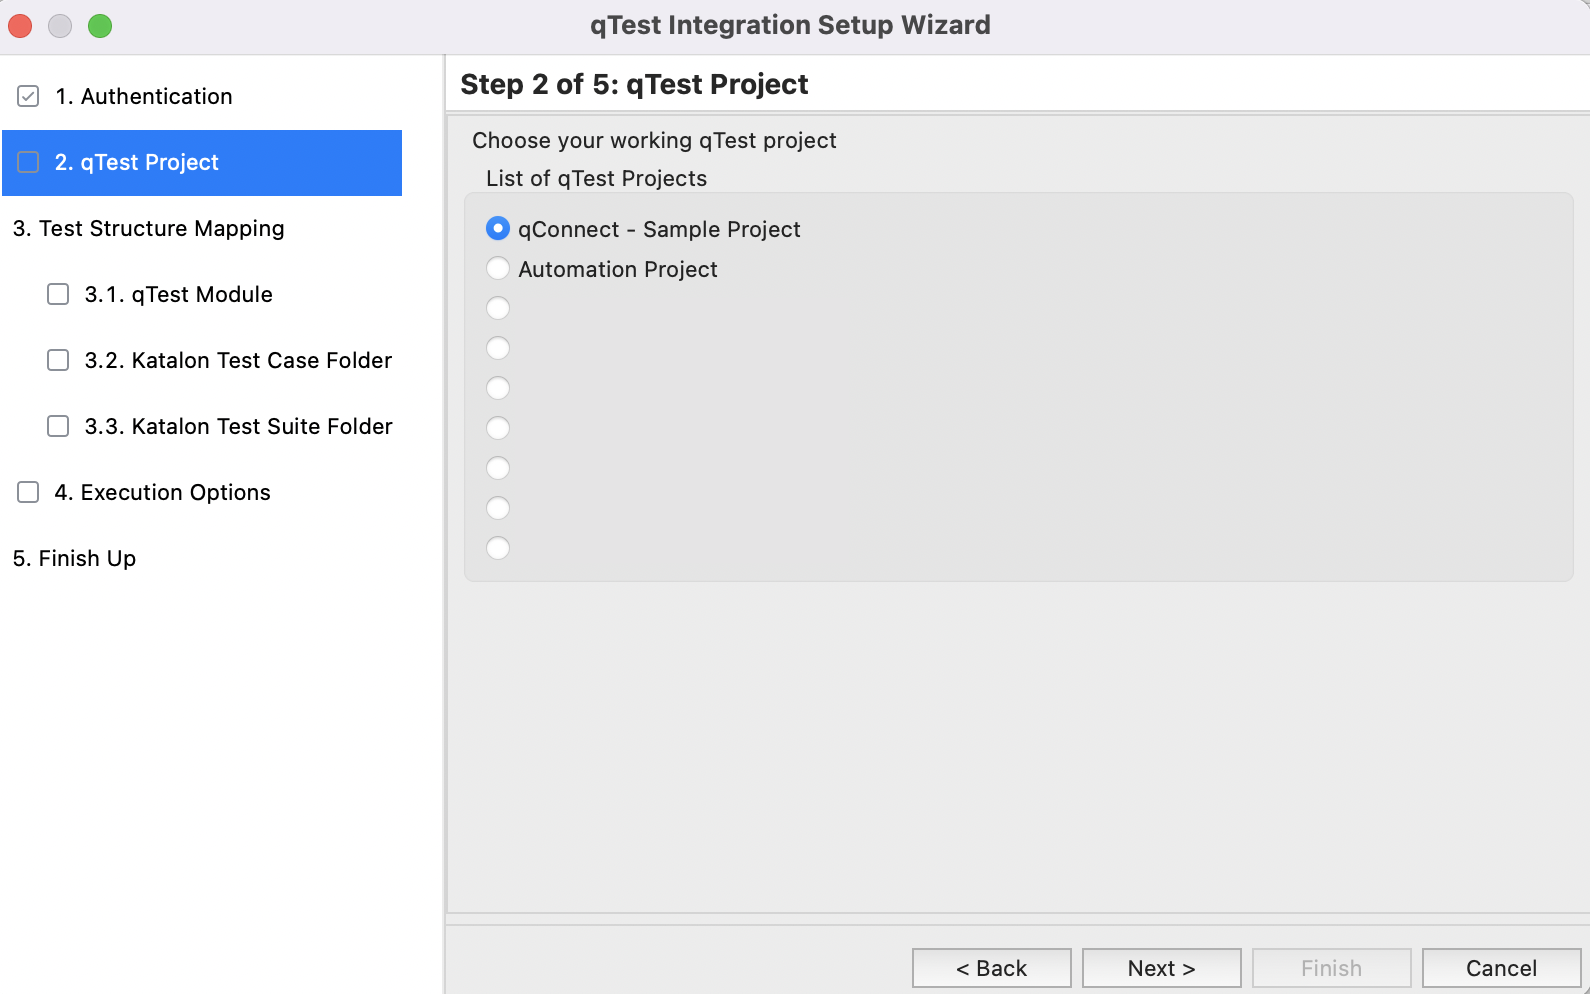 qTest Integration Setup Wizard
1. Authentication
2. qTest Project
3. Test Structure Mapping
3.1. qTest Module
3.2. Katalon Test Case Folder
3.3. Katalon Test Suite Folder
4. Execution Options
5. Finish Up
Step 2 of 5: qTest Project
Choose your working qTest project
List of qTest Projects
qConnect - Sample Project
Automation Project
< Back
Next >
Finish
Cancel